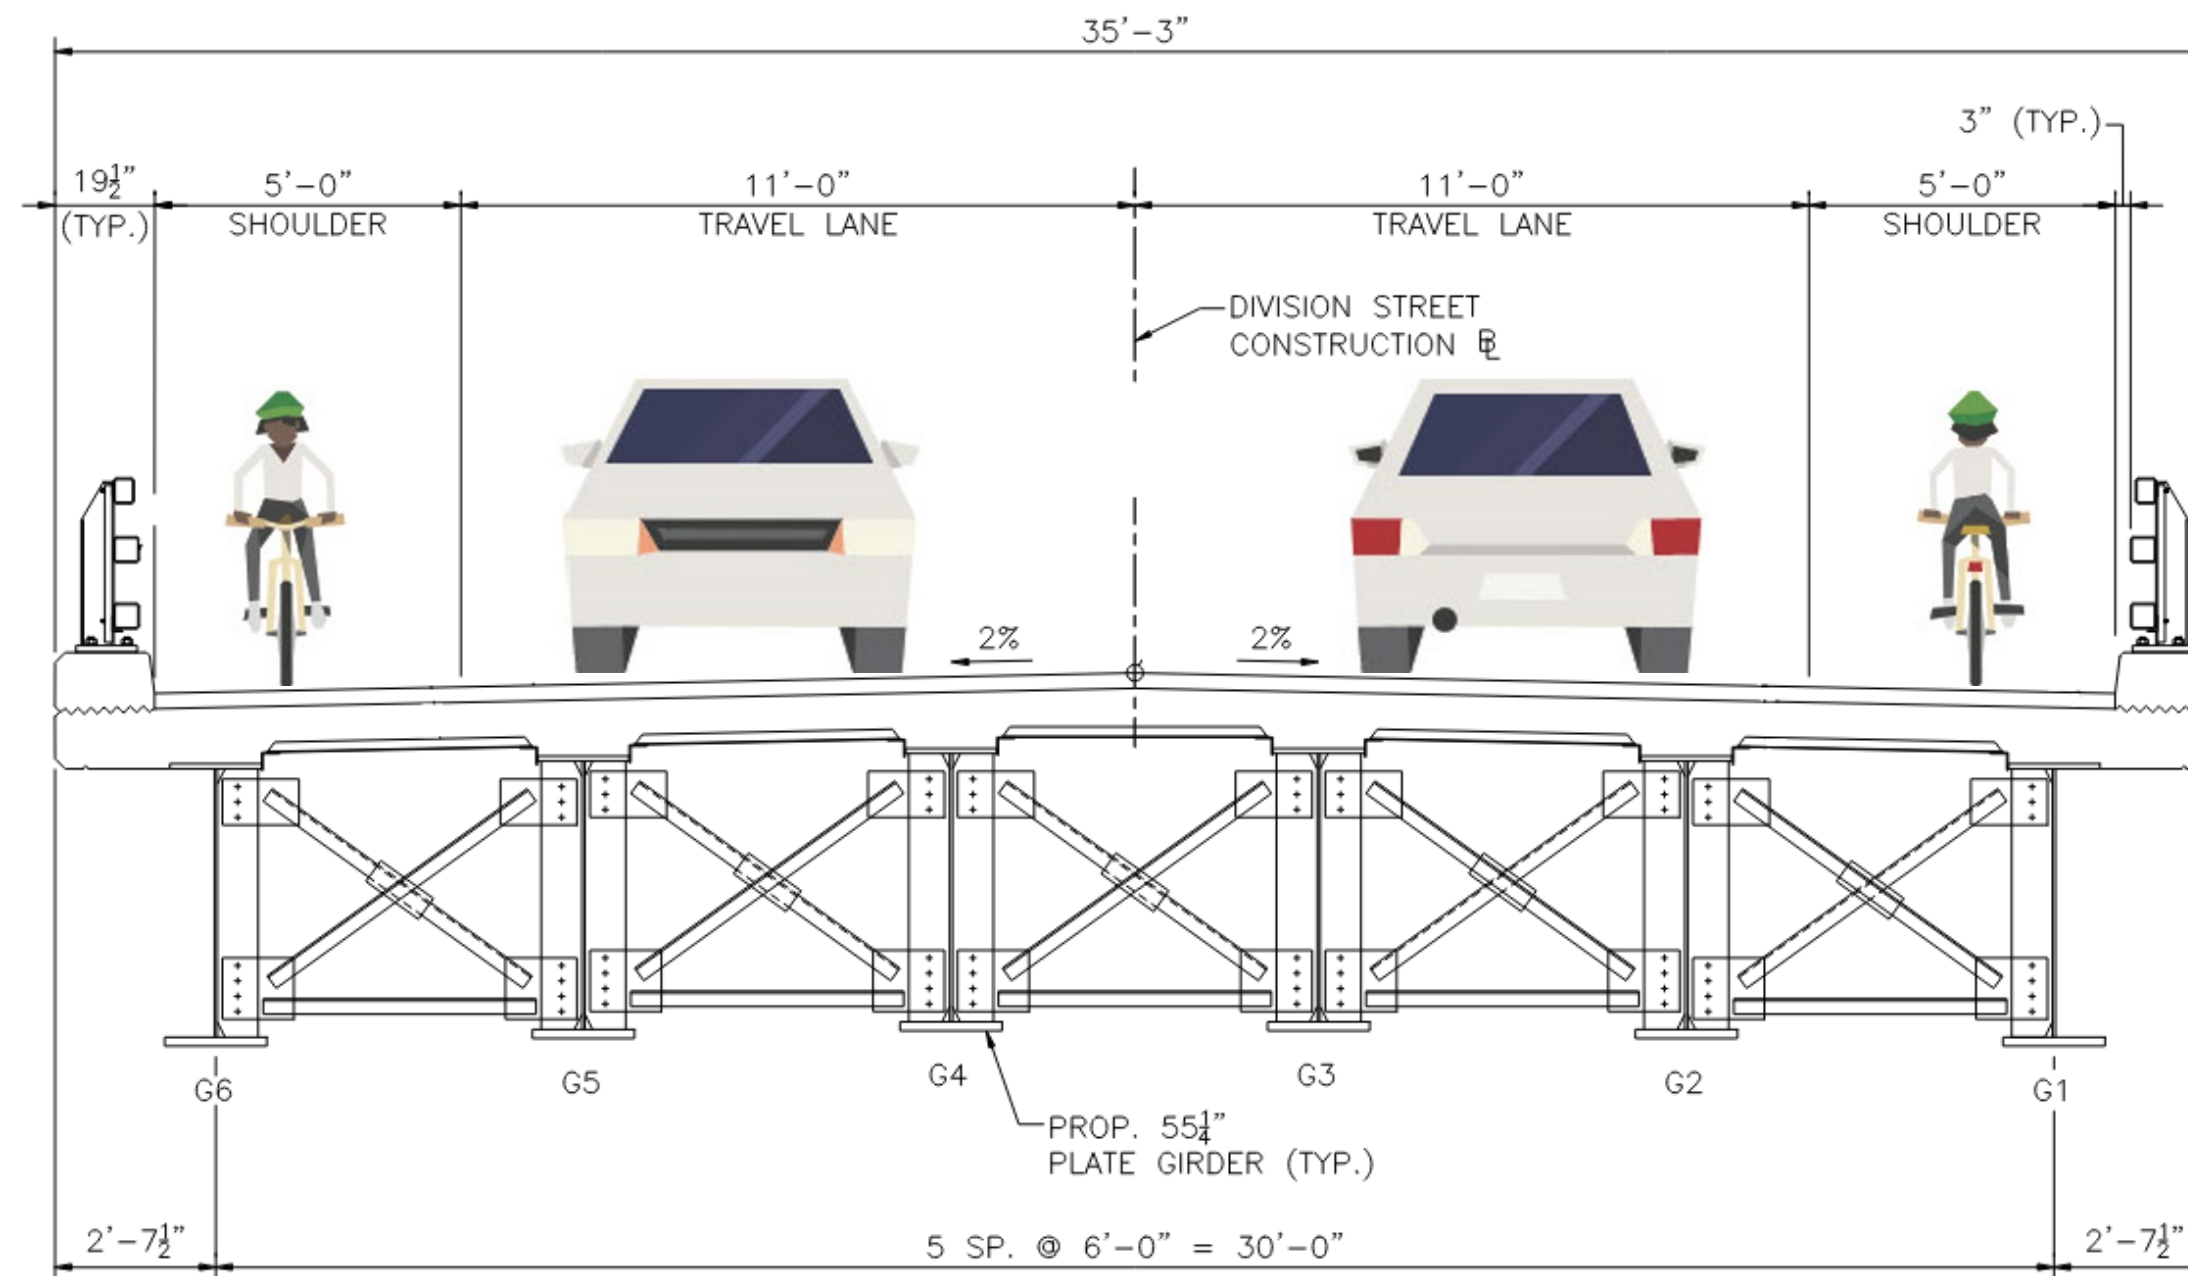 35'-3"
3" (TYP.)
19½" 5'-0" 11'-0" 11'-0" 5'-0"
(TYP.) SHOULDER TRAVEL LANE TRAVEL LANE SHOULDER
DIVISION STREET
CONSTRUCTION BL
2% 2%
G6 G5 G4 G3 G2 G1
PROP. 55¼"
PLATE GIRDER (TYP.)
2'-7½" 5 SP. @ 6'-0" = 30'-0" 2'-7½"